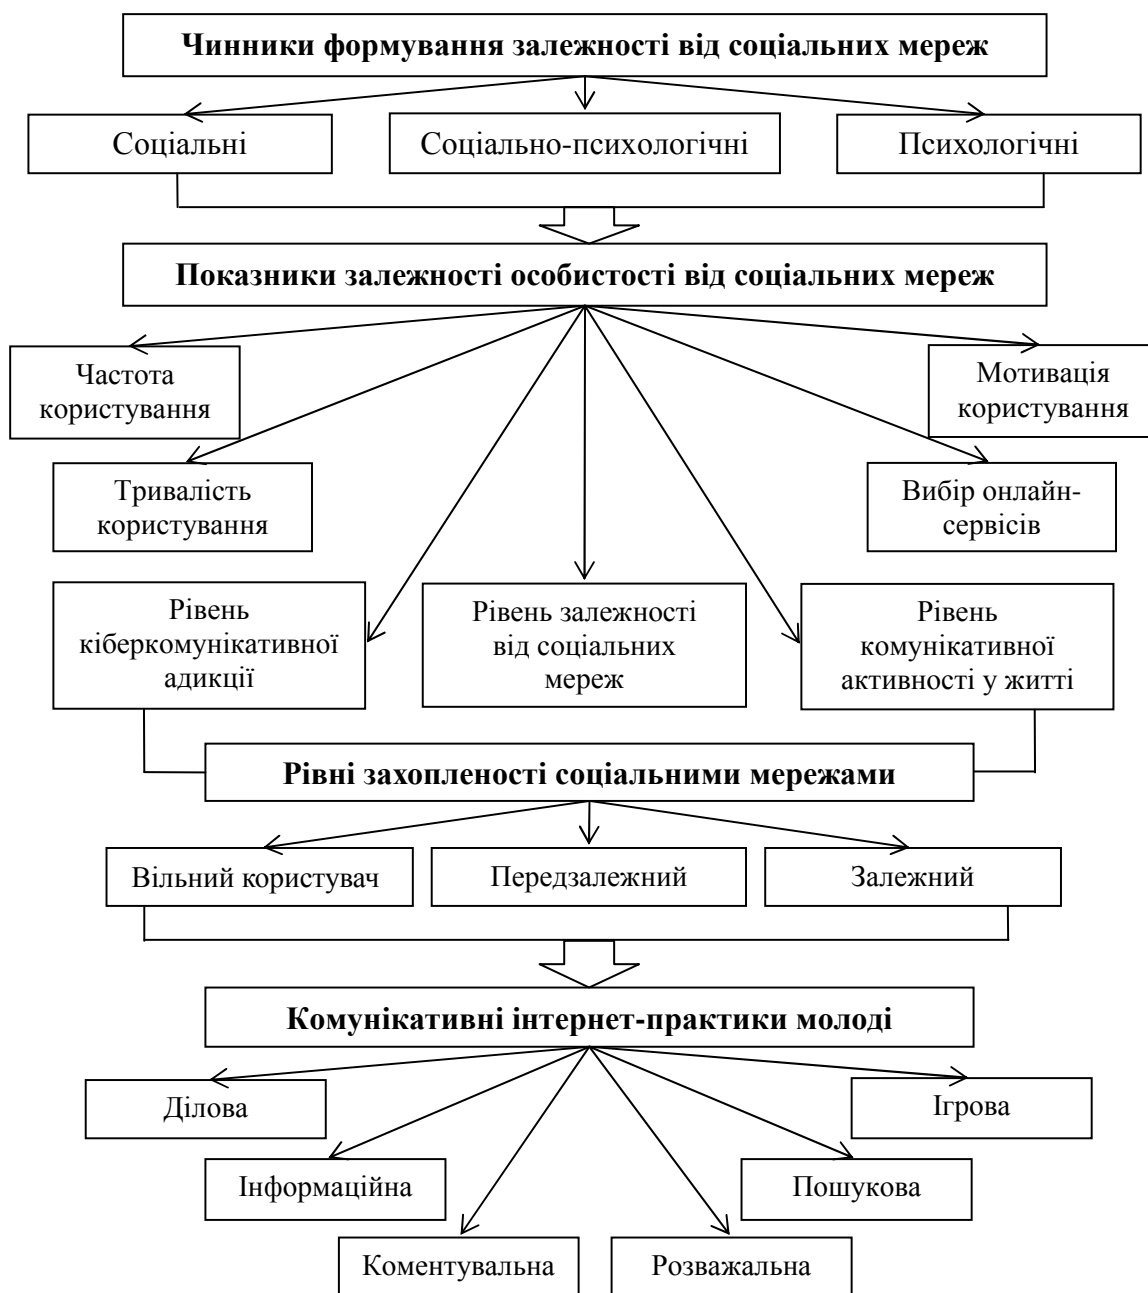 Чинники формування залежності від соціальних мереж
Соціальні
Соціально-психологічні
Психологічні
Показники залежності особистості від соціальних мереж
Частота
користування
Мотивація
користування
Тривалість
користування
Вибір онлайн-
сервісів
Рівень
кіберкомунікативної
адикції
Рівень залежності
від соціальних
мереж
Рівень
комунікативної
активності у житті
Рівні захопленості соціальними мережами
Вільний користувач
Передзалежний
Залежний
Комунікативні інтернет-практики молоді
Ділова
Ігрова
Інформаційна
Пошукова
Коментувальна
Розважальна